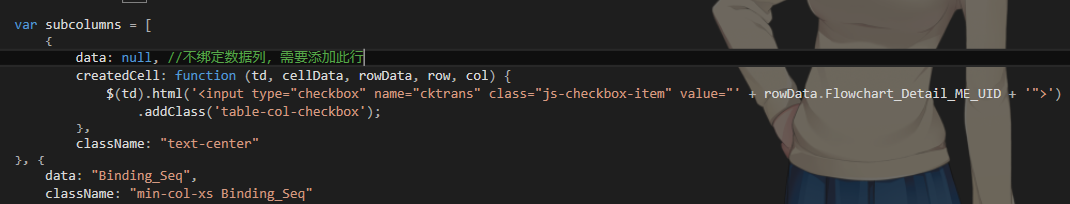 var subcolumns = [
{
data: null, //不绑定数据列, 需要添加此行
createdCell: function (td, cellData, rowData, row, col) {
$(td).html('<input type="checkbox" name="cktrans" class="js-checkbox-item" value="' + rowData.Flowchart_Detail_ME_UID + '">')
.addClass('table-col-checkbox');
},
className: "text-center"
}, {
data: "Binding_Seq",
className: "min-col-xs Binding_Seq"